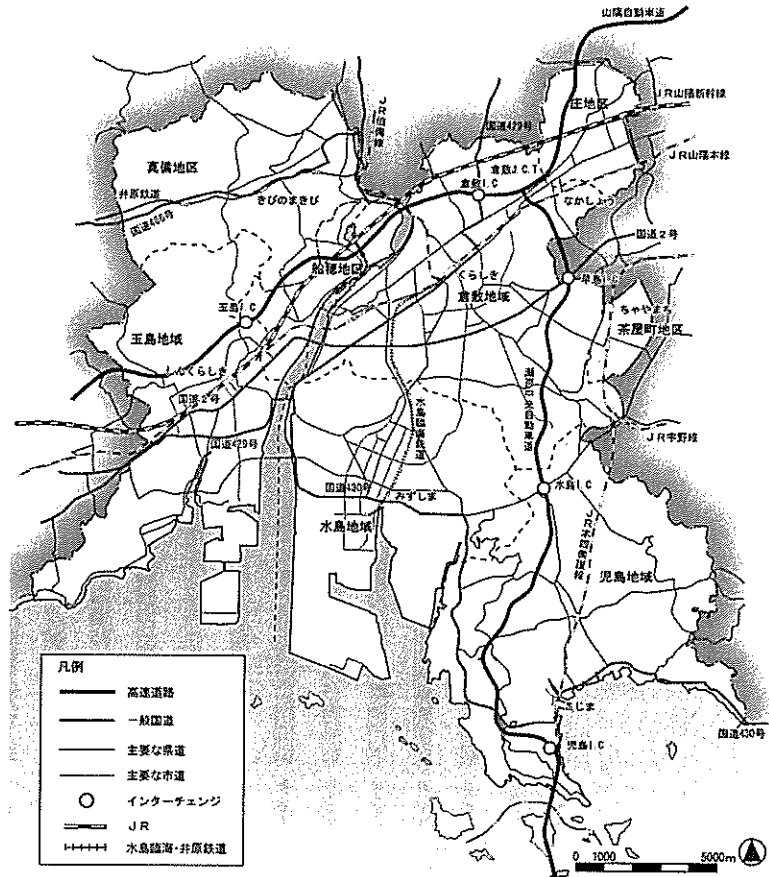 山陽自動車道
庄地区
JR山陽新幹線
国道429号
JR伯備線
JR山陽本線
真備地区
倉敷J.C.T
倉敷I.C
井原鉄道
きびのまきび
なかしょう
国道486号
国道2号
船穂地区
くらしき
早島I.C
倉敷地域
玉島I.C
ちゃやまち
茶屋町地区
玉島地域
しんくらしき
瀬戸中央自動車道
国道2号
水島臨海鉄道
国道429号
JR宇野線
国道430号
みずしま
水島I.C
水島地域
JR本四備讃線
児島地域
こじま
国道430号
児島I.C
凡例
高速道路
一般国道
主要な県道
主要な市道
インターチェンジ
JR
水島臨海・井原鉄道
0 1000 5000m